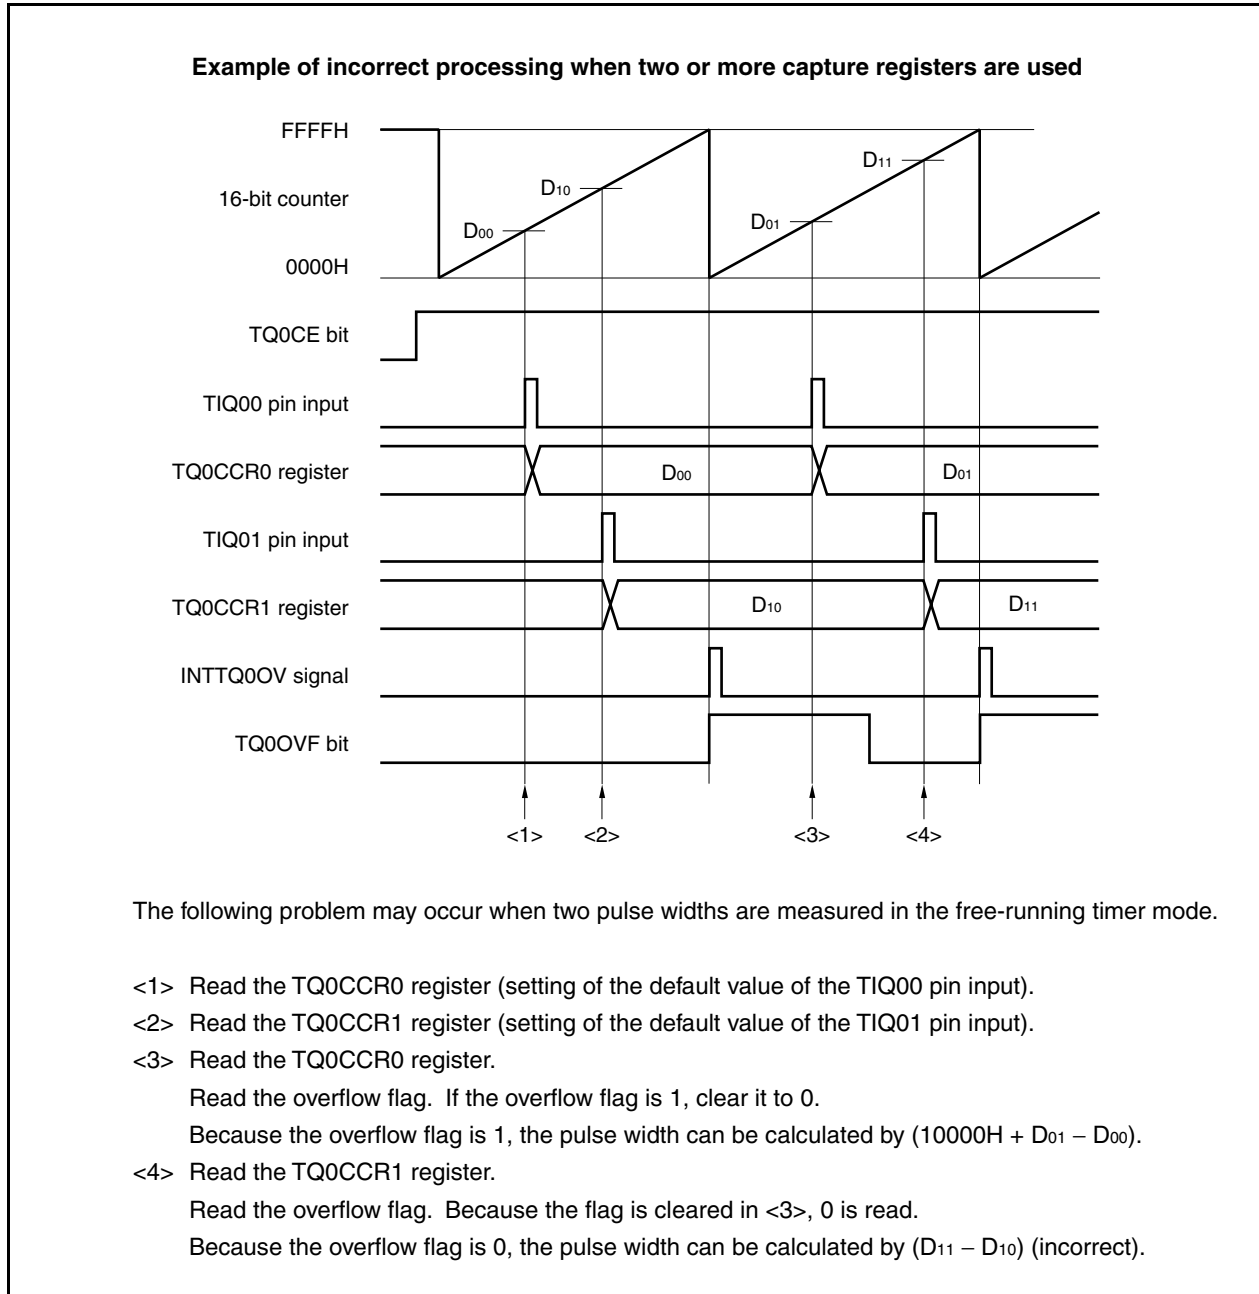 Example of incorrect processing when two or more capture registers are used
FFFFH
D11
D10
16-bit counter
D01
D00
0000H
TQ0CE bit
TIQ00 pin input
TQ0CCR0 register
D00
D01
TIQ01 pin input
TQ0CCR1 register
D10
D11
INTTQ0OV signal
TQ0OVF bit
<1> <2> <3> <4>
The following problem may occur when two pulse widths are measured in the free-running timer mode.
<1> Read the TQ0CCR0 register (setting of the default value of the TIQ00 pin input).
<2> Read the TQ0CCR1 register (setting of the default value of the TIQ01 pin input).
<3> Read the TQ0CCR0 register.
Read the overflow flag. If the overflow flag is 1, clear it to 0.
Because the overflow flag is 1, the pulse width can be calculated by (10000H + D01 − D00).
<4> Read the TQ0CCR1 register.
Read the overflow flag. Because the flag is cleared in <3>, 0 is read.
Because the overflow flag is 0, the pulse width can be calculated by (D11 − D10) (incorrect).